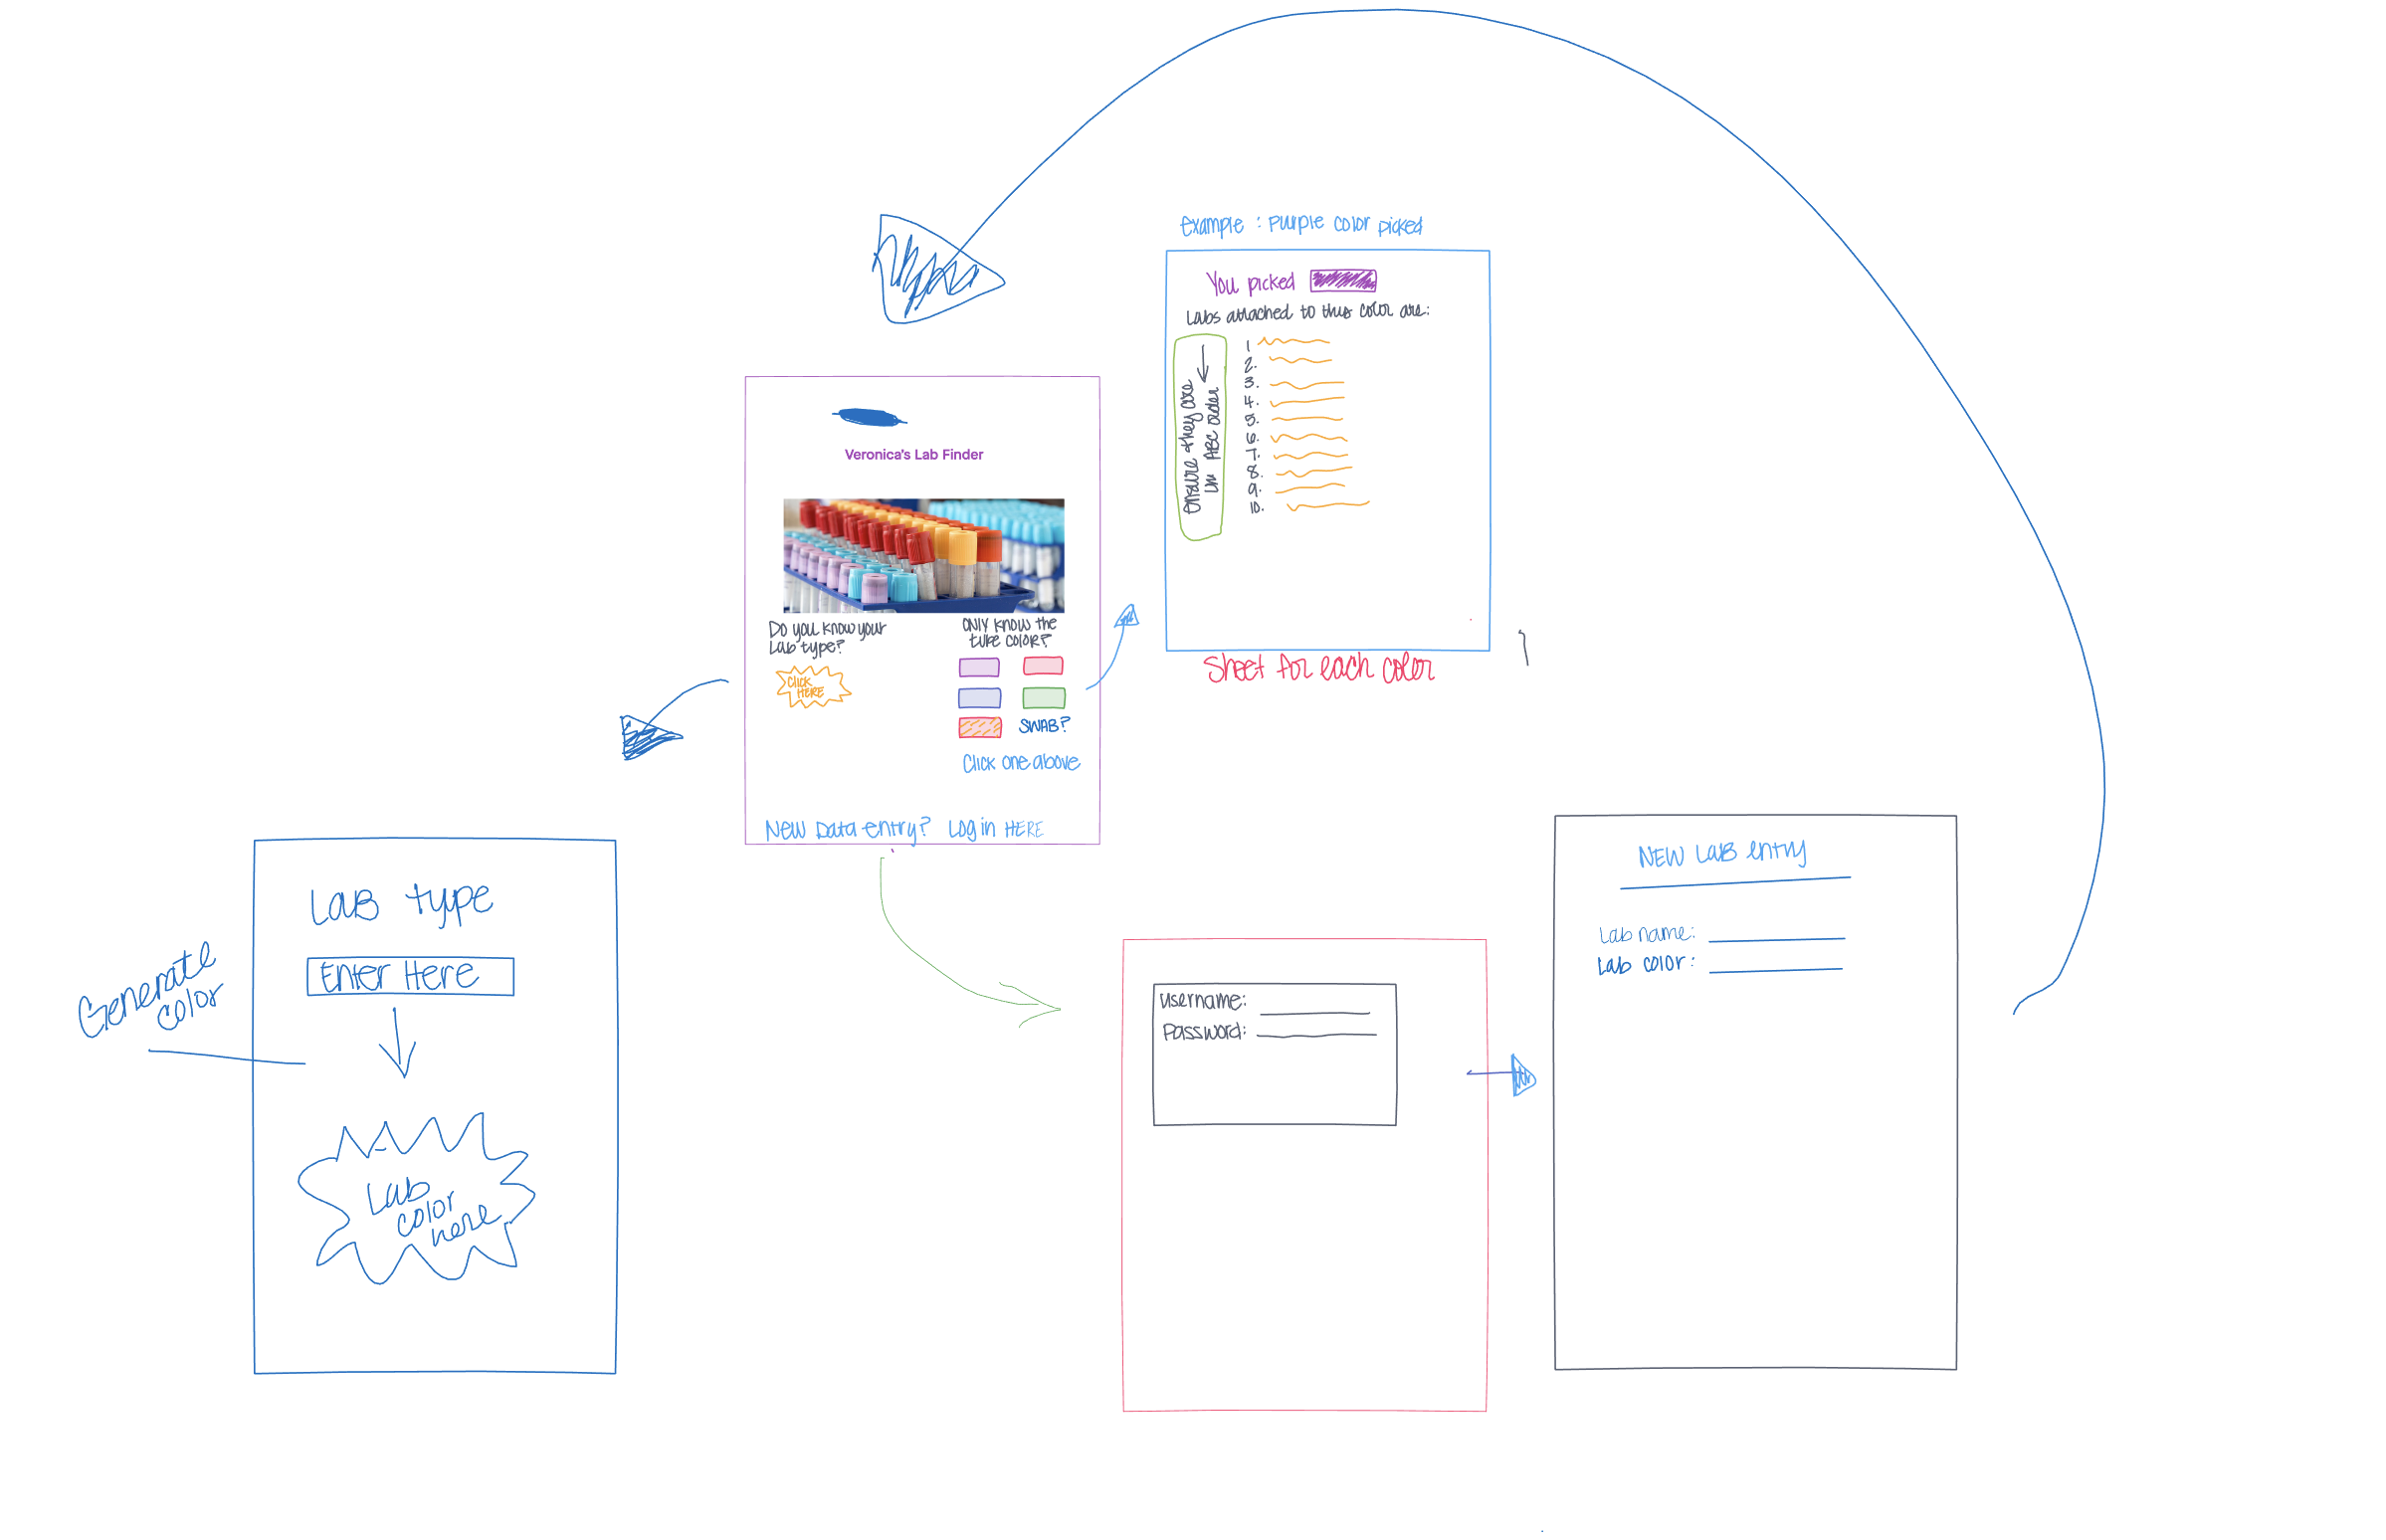 Example : Purple color picked
You picked
Labs attached to this color are:
Ensure they are
in ABC order
1
2.
3.
4.
5.
6.
7.
8.
9.
10.
Sheet for each color
Veronica's Lab Finder
Do you know your
Lab type?
Click
HERE
ONLY know the
tube color?
SWAB?
Click one above
New Data entry? Login HERE
Lab type
Enter Here
Generate
color
Lab
color
here
Username:
Password:
NEW Lab entry
Lab name:
Lab color: